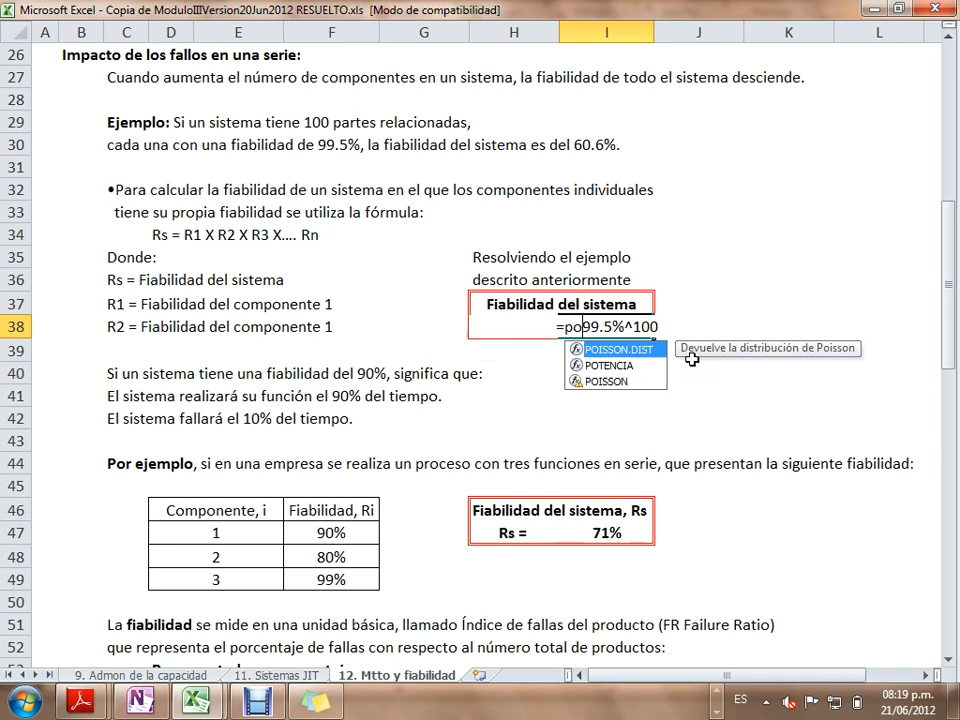 Microsoft Excel - Copia de ModuloIIIVersion20Jun2012 RESUELTO.xls [Modo de compatibilidad]
A B C D E F G H I J K L
26 Impacto de los fallos en una serie:
27 Cuando aumenta el número de componentes en un sistema, la fiabilidad de todo el sistema desciende.
28
29 Ejemplo: Si un sistema tiene 100 partes relacionadas,
30 cada una con una fiabilidad de 99.5%, la fiabilidad del sistema es del 60.6%.
31
32 •Para calcular la fiabilidad de un sistema en el que los componentes individuales
33 tiene su propia fiabilidad se utiliza la fórmula:
34 Rs = R1 X R2 X R3 X.... Rn
35 Donde: Resolviendo el ejemplo
36 Rs = Fiabilidad del sistema descrito anteriormente
37 R1 = Fiabilidad del componente 1 Fiabilidad del sistema
38 R2 = Fiabilidad del componente 1 =po99.5%^100
39 POISSON.DIST Devuelve la distribución de Poisson
POTENCIA
40 Si un sistema tiene una fiabilidad del 90%, significa que: POISSON
41 El sistema realizará su función el 90% del tiempo.
42 El sistema fallará el 10% del tiempo.
43
44 Por ejemplo, si en una empresa se realiza un proceso con tres funciones en serie, que presentan la siguiente fiabilidad:
45
46 Componente, i Fiabilidad, Ri Fiabilidad del sistema, Rs
47 1 90% Rs = 71%
48 2 80%
49 3 99%
50
51 La fiabilidad se mide en una unidad básica, llamado Índice de fallas del producto (FR Failure Ratio)
52 que representa el porcentaje de fallas con respecto al número total de productos:
9. Admon de la capacidad 11. Sistemas JIT 12. Mtto y fiabilidad
ES 08:19 p.m.
21/06/2012